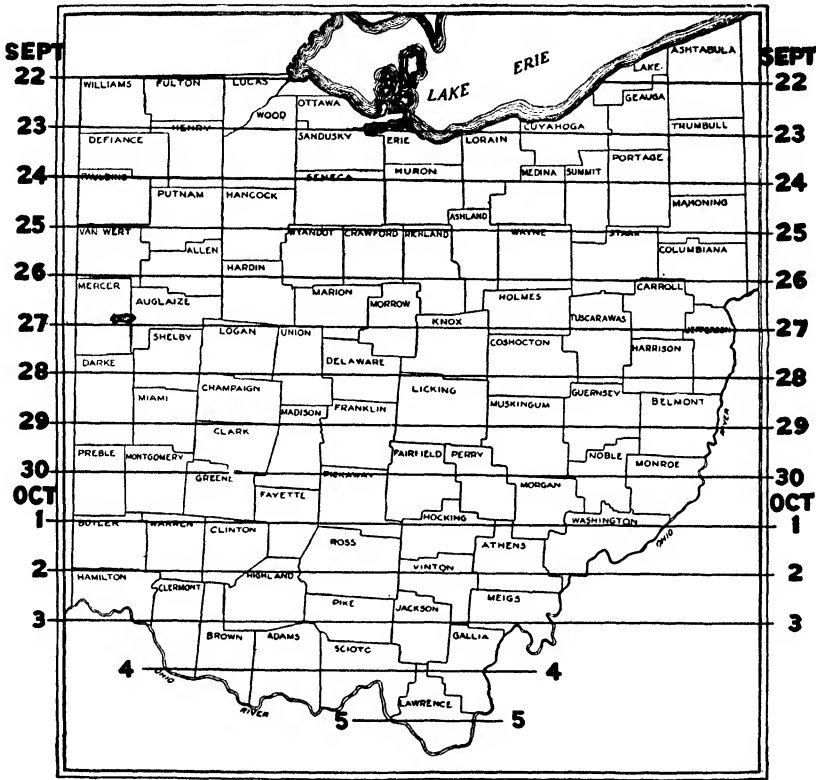 ASHTABULA
SEPT SEPT
ERIE LAKE
22 WILLIAMS FULTON LUCAS LAKE 22
OTTAWA GEAUGA
WOOD
23 HENRY SANDUSKY ERIE LORAIN CUYAHOGA TRUMBULL 23
DEFIANCE
PORTAGE
24 PAULDING SENECA HURON MEDINA SUMMIT 24
PUTNAM HANCOCK MAHONING
ASHLAND
25 VAN WERT WYANDOT CRAWFORD RICHLAND WAYNE STARK 25
ALLEN COLUMBIANA
HARDIN
26 MERCER CARROLL 26
AUGLAIZE MARION MORROW HOLMES
TUSCARAWAS
27 SHELBY LOGAN UNION KNOX JEFFERSON 27
COSHOCTON HARRISON
DARKE DELAWARE
28 CHAMPAIGN LICKING GUERNSEY 28
MIAMI MADISON FRANKLIN MUSKINGUM BELMONT
29 CLARK RIVER 29
PREBLE MONTGOMERY FAIRFIELD PERRY NOBLE MONROE
30 GREENE PICKAWAY MORGAN 30
OCT FAYETTE OCT
1 BUTLER WARREN CLINTON HOCKING WASHINGTON 1
ROSS ATHENS OHIO
2 HAMILTON HIGHLAND VINTON 2
CLERMONT
PIKE JACKSON MEIGS
3 3
BROWN ADAMS SCIOTO GALLIA
4 OHIO 4
RIVER LAWRENCE
5 5